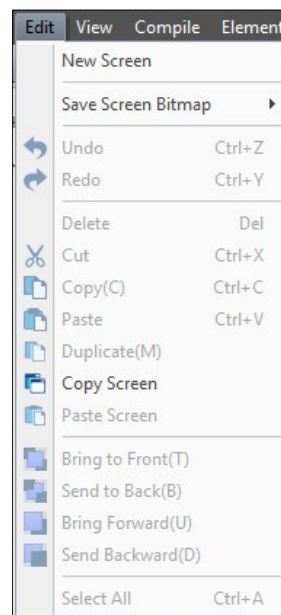 Edit View Compile Element
New Screen
Save Screen Bitmap
Undo Ctrl+Z
Redo Ctrl+Y
Delete Del
Cut Ctrl+X
Copy(C) Ctrl+C
Paste Ctrl+V
Duplicate(M)
Copy Screen
Paste Screen
Bring to Front(T)
Send to Back(B)
Bring Forward(U)
Send Backward(D)
Select All Ctrl+A